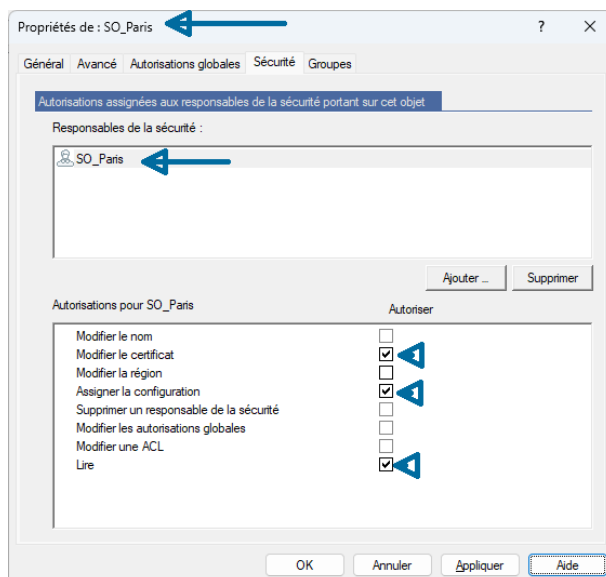 Propriétés de : SO_Paris ? ×
Général Avancé Autorisations globales Sécurité Groupes
Autorisations assignées aux responsables de la sécurité portant sur cet objet
Responsables de la sécurité :
SO_Paris
Ajouter ... Supprimer
Autorisations pour SO_Paris Autoriser
Modifier le nom
Modifier le certificat
Modifier la région
Assigner la configuration
Supprimer un responsable de la sécurité
Modifier les autorisations globales
Modifier une ACL
Lire
OK Annuler Appliquer Aide